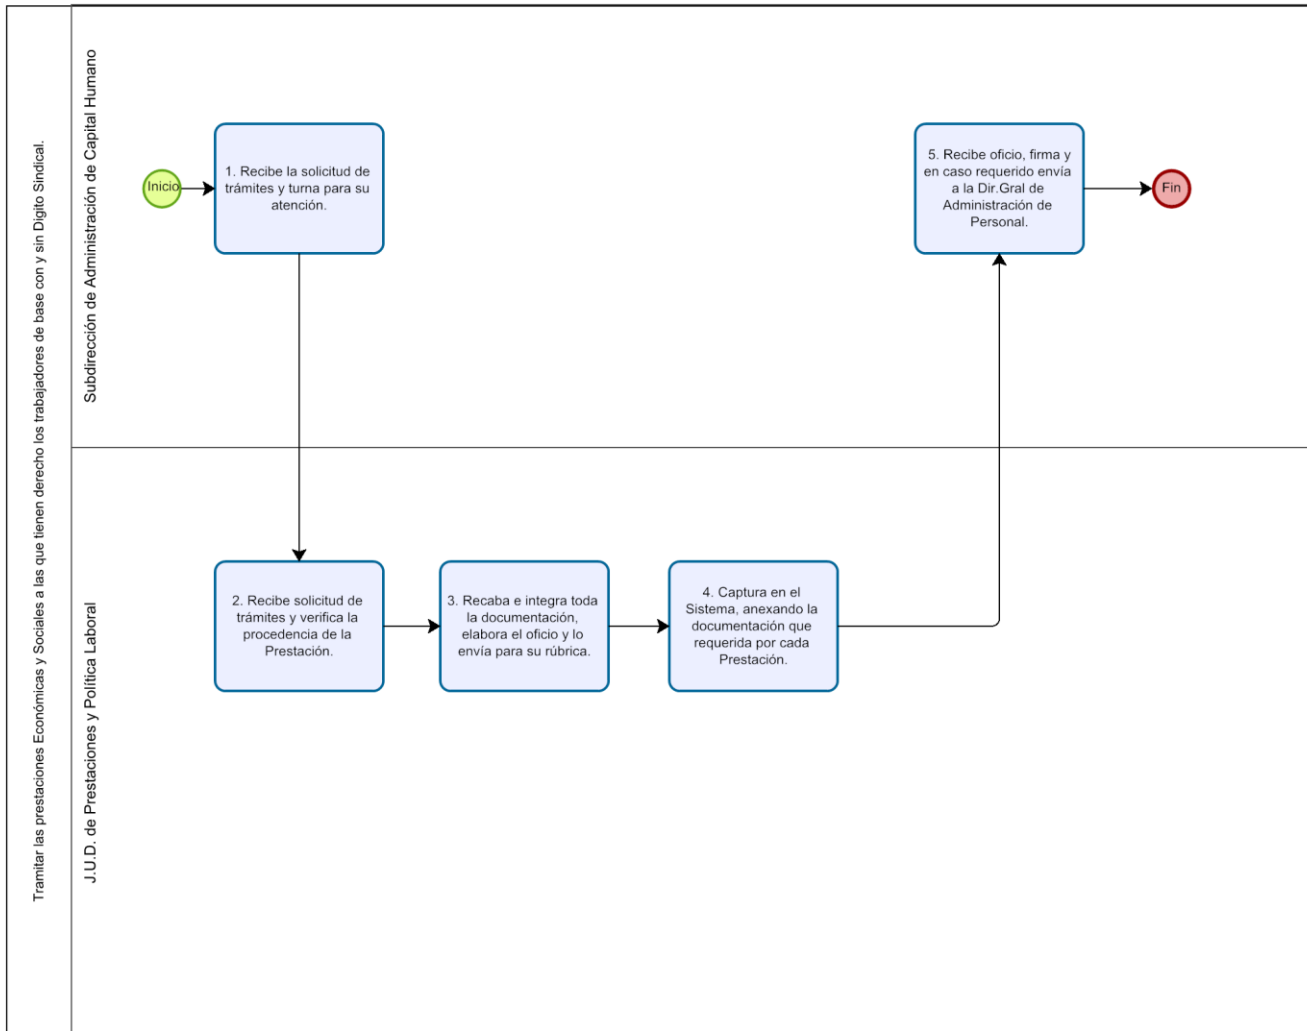 Tramitar las prestaciones Económicas y Sociales a las que tienen derecho los trabajadores de base con y sin Digito Sindical.
Subdirección de Administración de Capital Humano
Inicio
1. Recibe la solicitud de
trámites y turna para su
atención.
5. Recibe oficio, firma y
en caso requerido envía
a la Dir.Gral de
Administración de
Personal.
Fin
J.U.D. de Prestaciones y Política Laboral
2. Recibe solicitud de
trámites y verifica la
procedencia de la
Prestación.
3. Recaba e integra toda
la documentación,
elabora el oficio y lo
envía para su rúbrica.
4. Captura en el
Sistema, anexando la
documentación que
requerida por cada
Prestación.